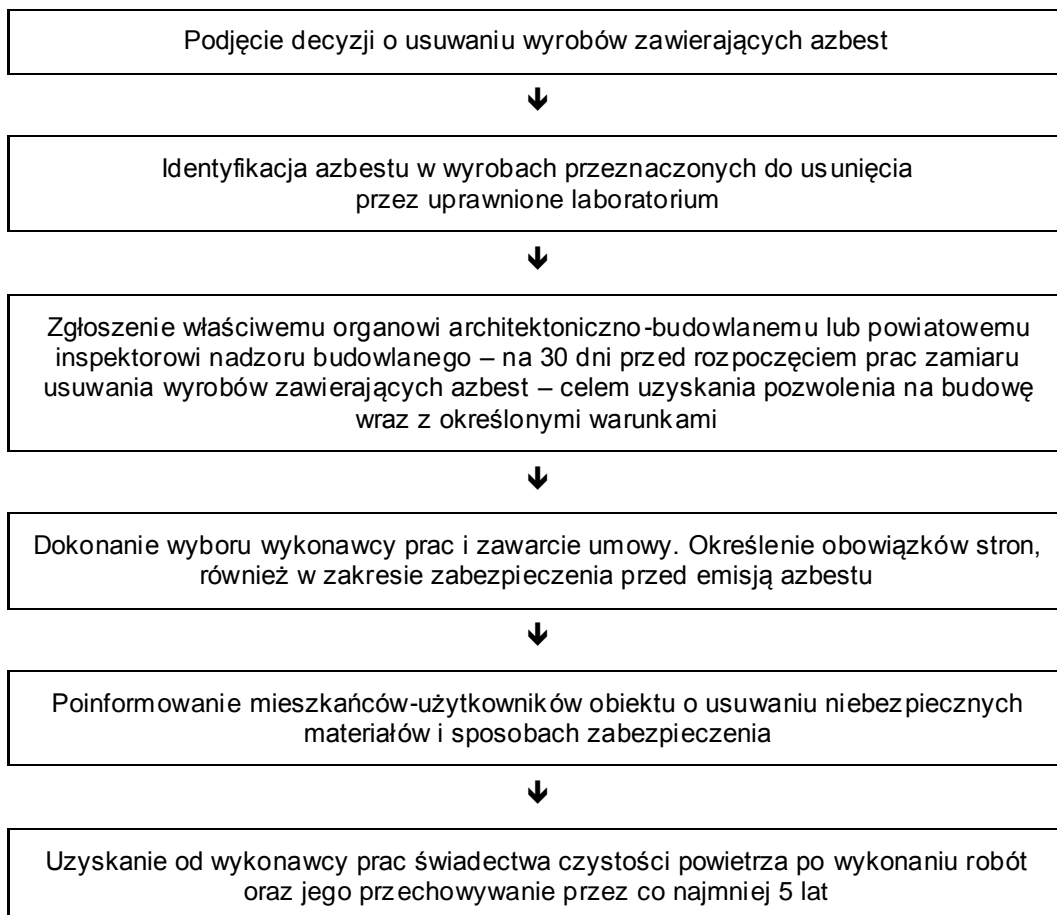 Podjęcie decyzji o usuwaniu wyrobów zawierających azbest
Identyfikacja azbestu w wyrobach przeznaczonych do usunięcia
przez uprawnione laboratorium
Zgłoszenie właściwemu organowi architektoniczno-budowlanemu lub powiatowemu
inspektorowi nadzoru budowlanego – na 30 dni przed rozpoczęciem prac zamiaru
usuwania wyrobów zawierających azbest – celem uzyskania pozwolenia na budowę
wraz z określonymi warunkami
Dokonanie wyboru wykonawcy prac i zawarcie umowy. Określenie obowiązków stron,
również w zakresie zabezpieczenia przed emisją azbestu
Poinformowanie mieszkańców-użytkowników obiektu o usuwaniu niebezpiecznych
materiałów i sposobach zabezpieczenia
Uzyskanie od wykonawcy prac świadectwa czystości powietrza po wykonaniu robót
oraz jego przechowywanie przez co najmniej 5 lat